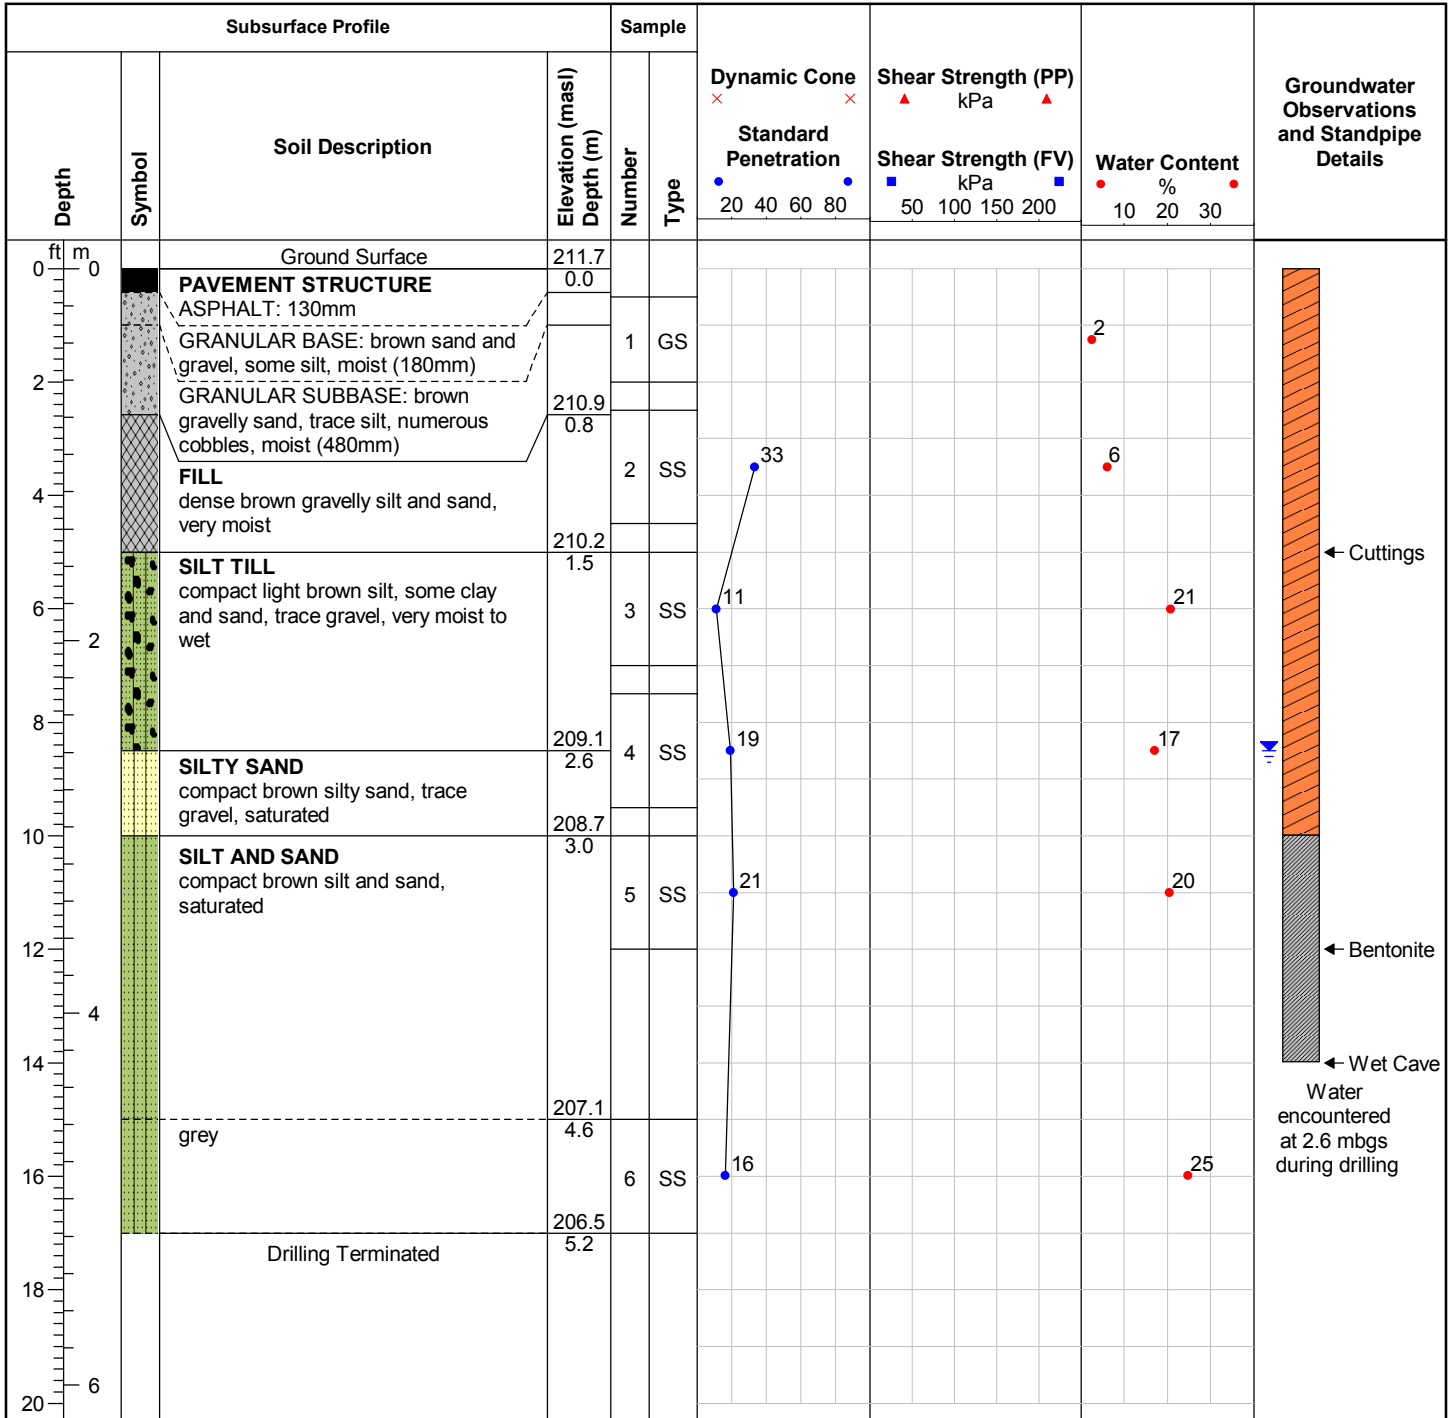 Subsurface Profile
Sample
Depth
Symbol
Soil Description
Elevation (masl)
Depth (m)
Number
Type
Dynamic Cone
Standard
Penetration
20 40 60 80
Shear Strength (PP)
kPa
Shear Strength (FV)
kPa
50 100 150 200
Water Content
%
10 20 30
Groundwater
Observations
and Standpipe
Details
ft m
Ground Surface
211.7
0 0
0.0
PAVEMENT STRUCTURE
ASPHALT: 130mm
GRANULAR BASE: brown sand and
gravel, some silt, moist (180mm)
1 GS
2
2
GRANULAR SUBBASE: brown
gravelly sand, trace silt, numerous
cobbles, moist (480mm)
210.9
0.8
FILL
dense brown gravelly silt and sand,
very moist
2 SS
33
6
4
210.2
1.5
SILT TILL
compact light brown silt, some clay
and sand, trace gravel, very moist to
wet
Cuttings
6
3 SS
11
21
2
8
209.1
2.6
4 SS
19
17
SILTY SAND
compact brown silty sand, trace
gravel, saturated
208.7
10
3.0
SILT AND SAND
compact brown silt and sand,
saturated
5 SS
21
20
12
Bentonite
4
14
Wet Cave
Water
encountered
at 2.6 mbgs
during drilling
207.1
4.6
grey
16
6 SS
16
25
206.5
5.2
Drilling Terminated
18
6
20